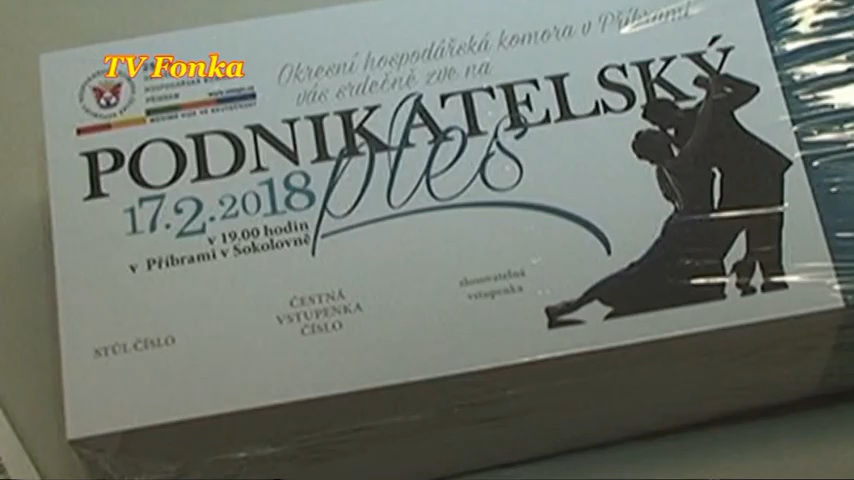 TV Fonka
Okresní hospodářská komora v Příbrami
vás srdečně zve na
PODNIKATELSKÝ
ples
17.2.2018
v 19,00 hodin
v Příbrami v Sokolovně
STŮL ČÍSLO
ČESTNÁ
VSTUPENKA
ČÍSLO
slosovatelná
vstupenka